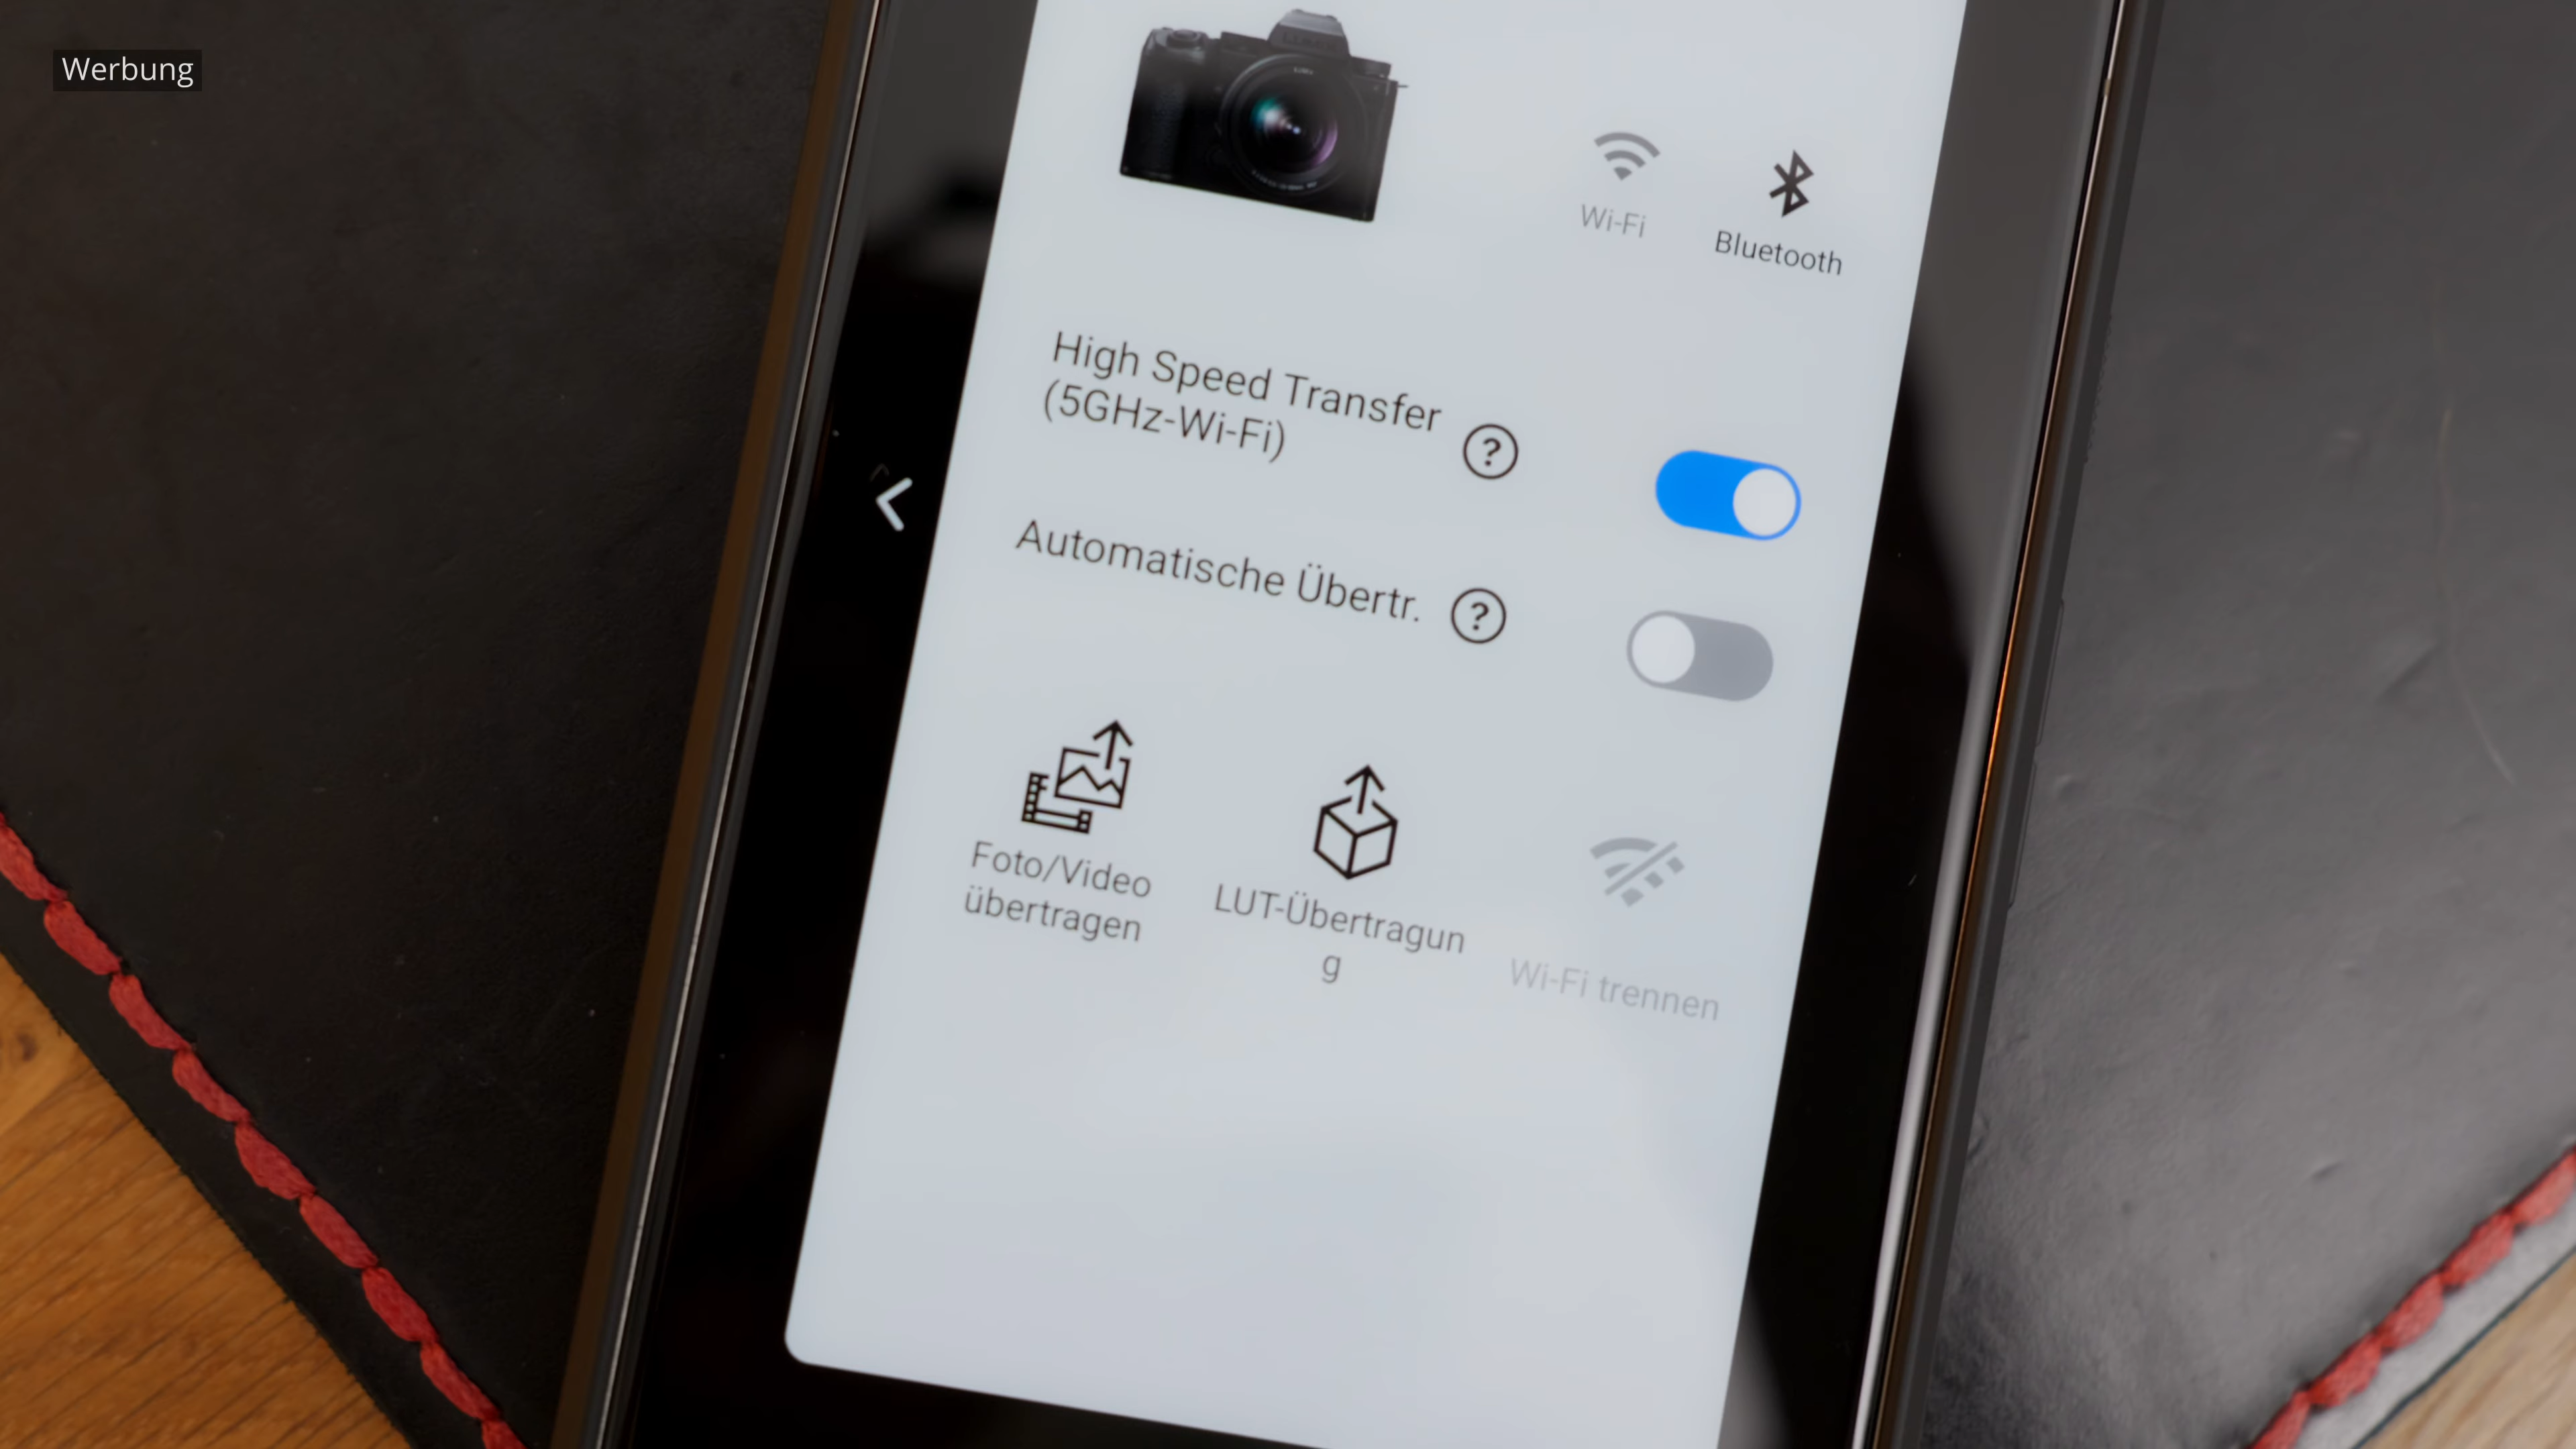 Werbung
Wi-Fi
Bluetooth
High Speed Transfer
(5GHz-Wi-Fi)
?
Automatische Übertr.
?
Foto/Video
übertragen
LUT-Übertragun
g
Wi-Fi trennen